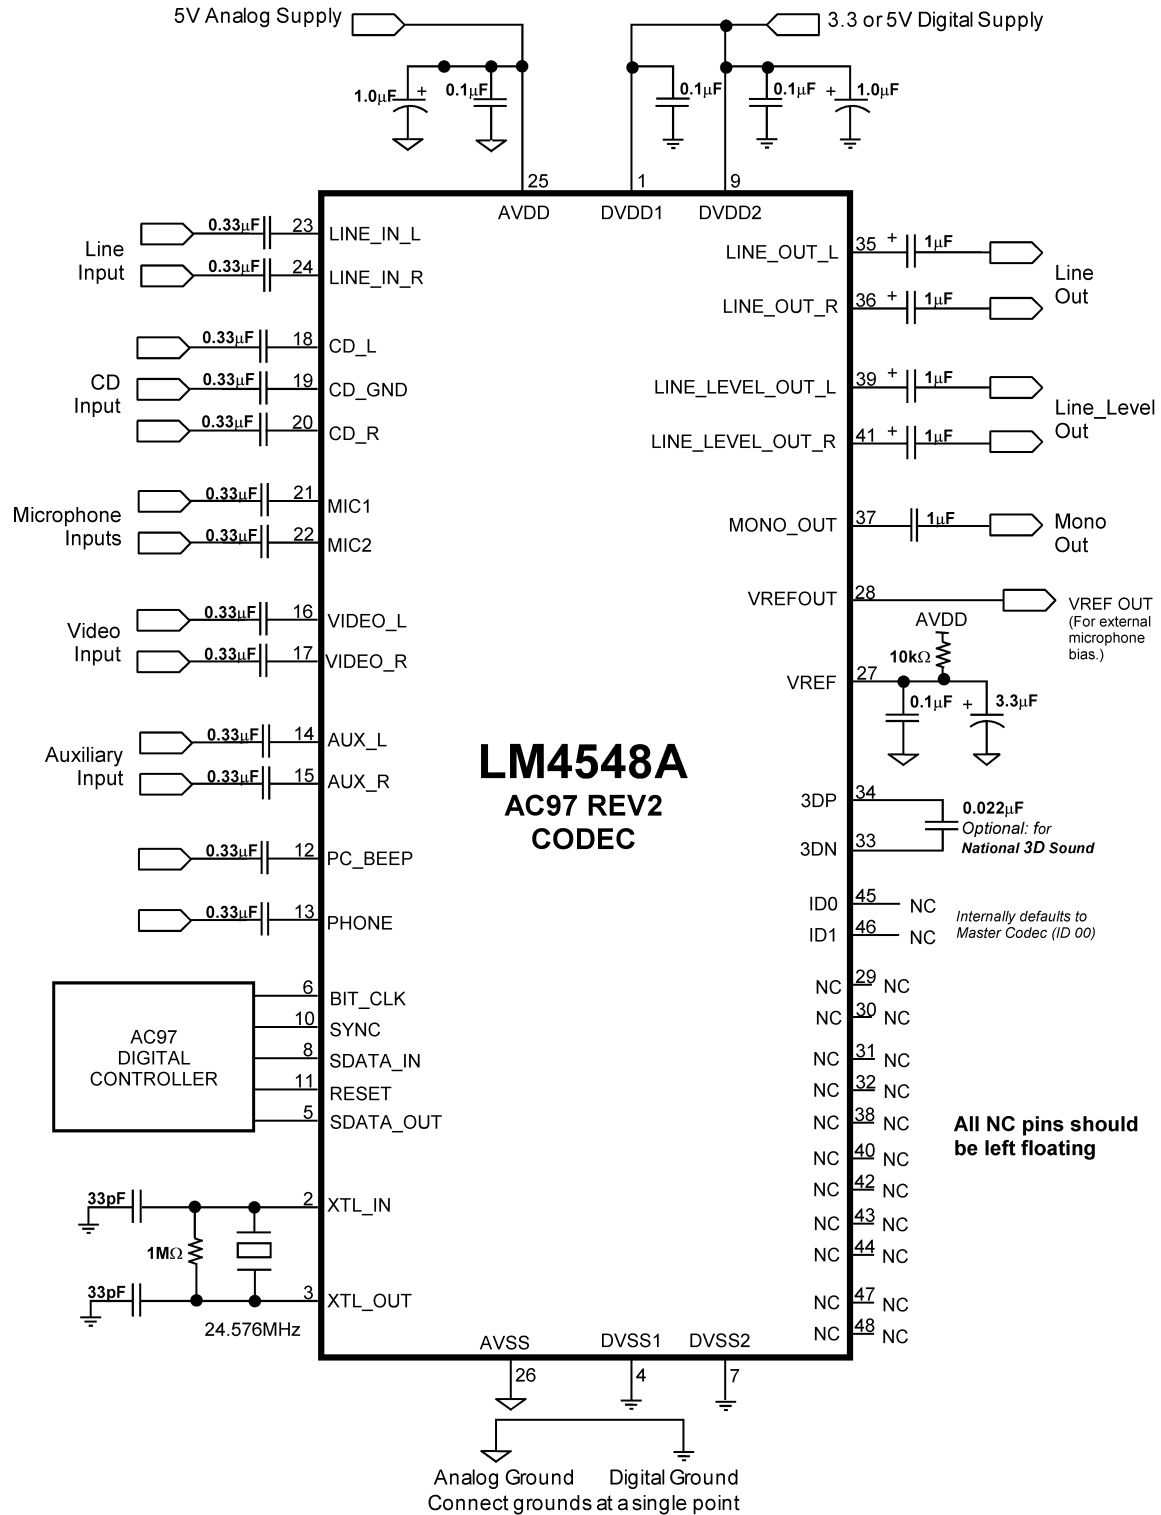 5V Analog Supply
3.3 or 5V Digital Supply
1.0µF +
0.1µF
0.1µF
0.1µF
+ 1.0µF
25
1
9
AVDD
DVDD1
DVDD2
Line
Input
0.33µF 23 LINE_IN_L
0.33µF 24 LINE_IN_R
CD
Input
0.33µF 18 CD_L
0.33µF 19 CD_GND
0.33µF 20 CD_R
Microphone
Inputs
0.33µF 21 MIC1
0.33µF 22 MIC2
Video
Input
0.33µF 16 VIDEO_L
0.33µF 17 VIDEO_R
Auxiliary
Input
0.33µF 14 AUX_L
0.33µF 15 AUX_R
0.33µF 12 PC_BEEP
0.33µF 13 PHONE
AC97
DIGITAL
CONTROLLER
6 BIT_CLK
10 SYNC
8 SDATA_IN
11 RESET
5 SDATA_OUT
33pF 2 XTL_IN
1MΩ
33pF 3 XTL_OUT
24.576MHz
LM4548A
AC97 REV2
CODEC
LINE_OUT_L 35 + 1µF
LINE_OUT_R 36 + 1µF
Line
Out
LINE_LEVEL_OUT_L 39 + 1µF
LINE_LEVEL_OUT_R 41 + 1µF
Line_Level
Out
MONO_OUT 37 1µF
Mono
Out
VREFOUT 28
VREF OUT
(For external
microphone
bias.)
AVDD
10kΩ
VREF 27
0.1µF + 3.3µF
3DP 34
3DN 33
0.022µF
Optional: for
National 3D Sound
ID0 45 NC
ID1 46 NC
Internally defaults to
Master Codec (ID 00)
NC 29 NC
NC 30 NC
NC 31 NC
NC 32 NC
NC 38 NC
NC 40 NC
NC 42 NC
NC 43 NC
NC 44 NC
NC 47 NC
NC 48 NC
All NC pins should
be left floating
AVSS
DVSS1
DVSS2
26
4
7
Analog Ground
Digital Ground
Connect grounds at a single point